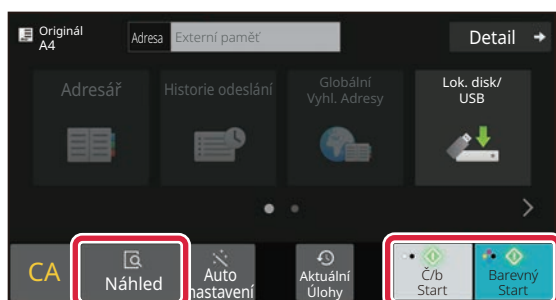 Originál
A4
Adresa
Externí paměť
Detail
Adresář
Historie odeslání
Globální
Vyhl. Adresy
Lok. disk/
USB
CA
Náhled
Auto
nastavení
Aktuální
Úlohy
Č/b
Start
Barevný
Start